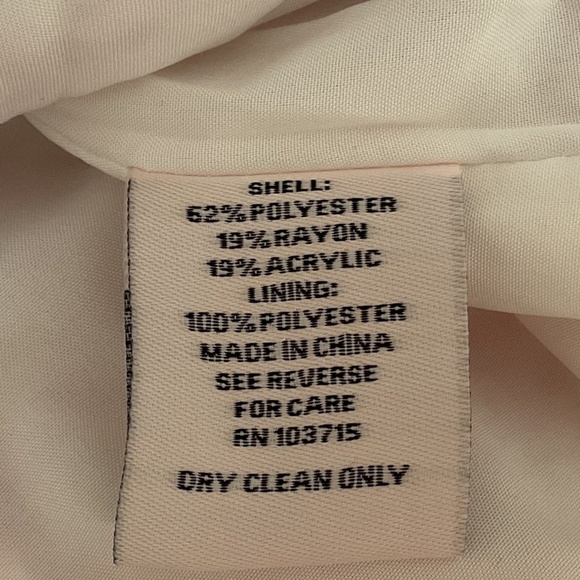 SHELL:
62% POLYESTER
19% RAYON
19% ACRYLIC
LINING:
100% POLYESTER
MADE IN CHINA
SEE REVERSE
FOR CARE
RN 103715
DRY CLEAN ONLY